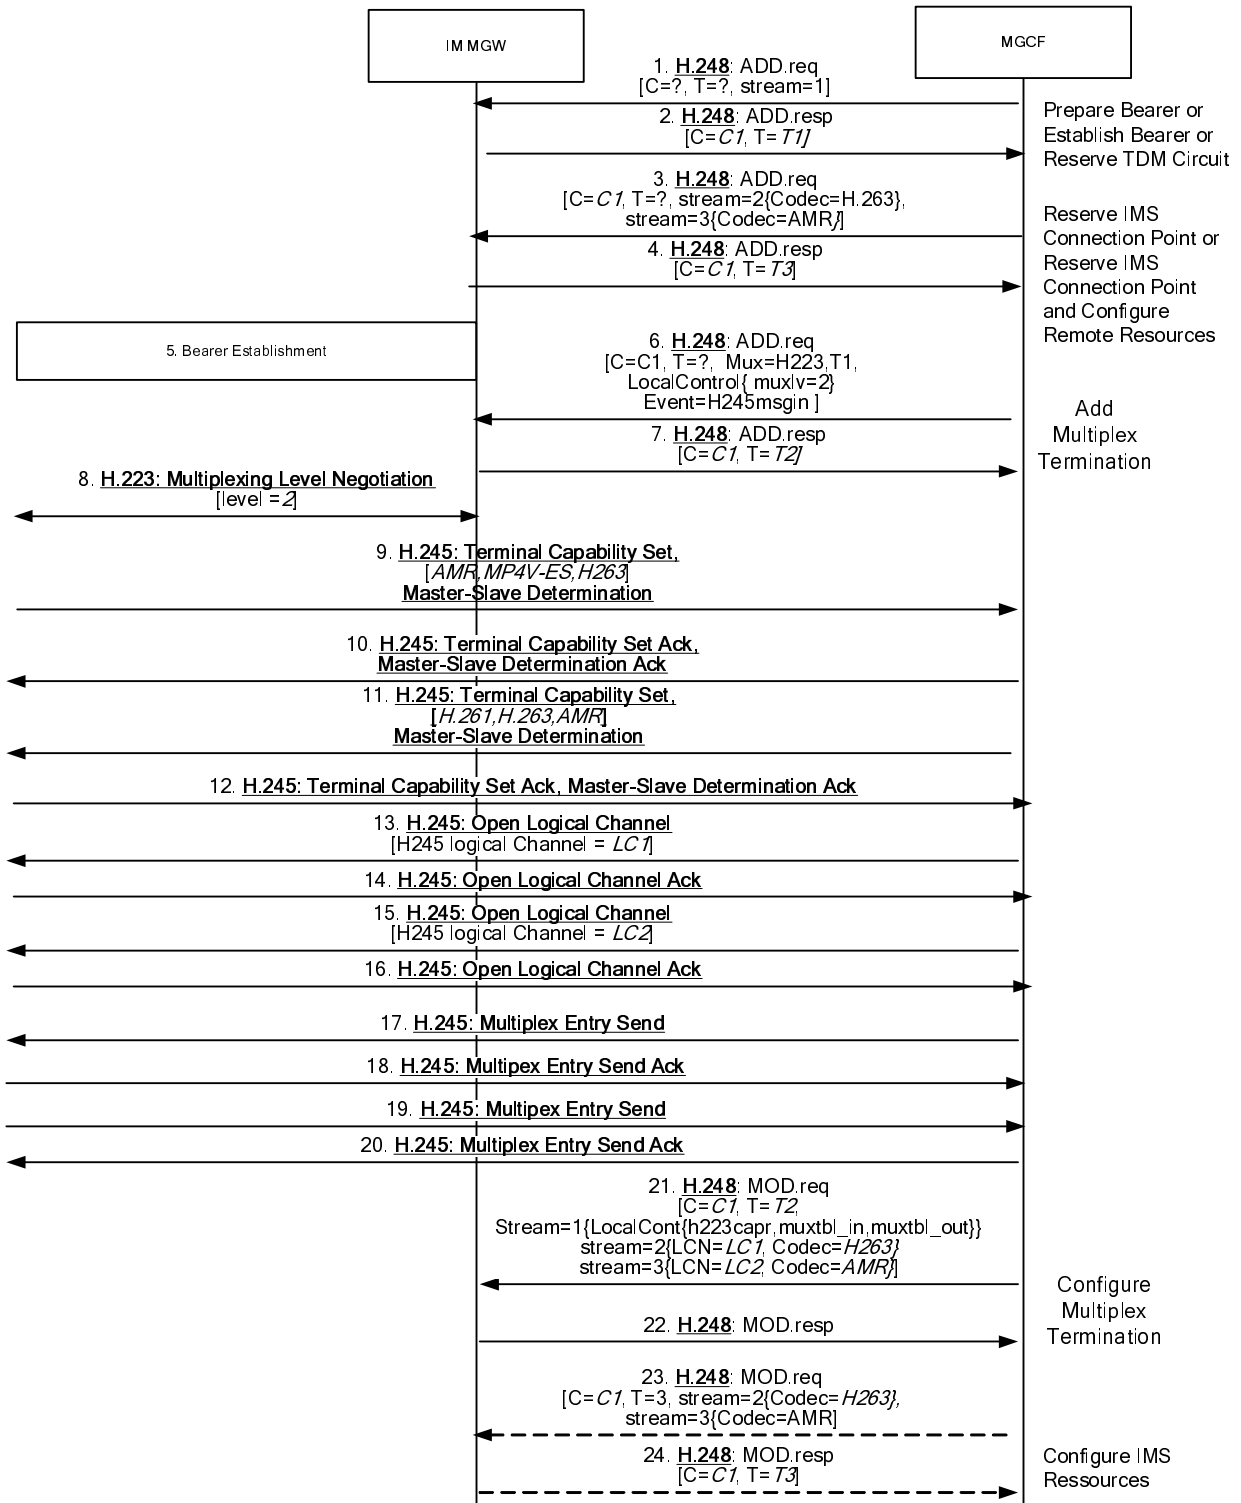 IM MGW
MGCF
1. H.248: ADD.req
[C=?, T=?, stream=1]
2. H.248: ADD.resp
[C=C1, T=T1]
Prepare Bearer or
Establish Bearer or
Reserve TDM Circuit
3. H.248: ADD.req
[C=C1, T=?, stream=2{Codec=H.263},
stream=3{Codec=AMR}]
4. H.248: ADD.resp
[C=C1, T=T3]
Reserve IMS
Connection Point or
Reserve IMS
Connection Point
and Configure
Remote Resources
5. Bearer Establishment
6. H.248: ADD.req
[C=C1, T=?, Mux=H223,T1,
LocalControl{ muxlv=2}
Event=H245msgin ]
7. H.248: ADD.resp
[C=C1, T=T2]
Add
Multiplex
Termination
8. H.223: Multiplexing Level Negotiation
[level =2]
9. H.245: Terminal Capability Set,
[AMR,MP4V-ES,H263]
Master-Slave Determination
10. H.245: Terminal Capability Set Ack,
Master-Slave Determination Ack
11. H.245: Terminal Capability Set,
[H.261,H.263,AMR]
Master-Slave Determination
12. H.245: Terminal Capability Set Ack, Master-Slave Determination Ack
13. H.245: Open Logical Channel
[H245 logical Channel = LC1]
14. H.245: Open Logical Channel Ack
15. H.245: Open Logical Channel
[H245 logical Channel = LC2]
16. H.245: Open Logical Channel Ack
17. H.245: Multiplex Entry Send
18. H.245: Multipex Entry Send Ack
19. H.245: Multipex Entry Send
20. H.245: Multiplex Entry Send Ack
21. H.248: MOD.req
[C=C1, T=T2,
Stream=1{LocalCont{h223capr,muxtbl_in,muxtbl_out}}
stream=2{LCN=LC1, Codec=H263}
stream=3{LCN=LC2, Codec=AMR}]
22. H.248: MOD.resp
Configure
Multiplex
Termination
23. H.248: MOD.req
[C=C1, T=3, stream=2{Codec=H263},
stream=3{Codec=AMR]
24. H.248: MOD.resp
[C=C1, T=T3]
Configure IMS
Ressources